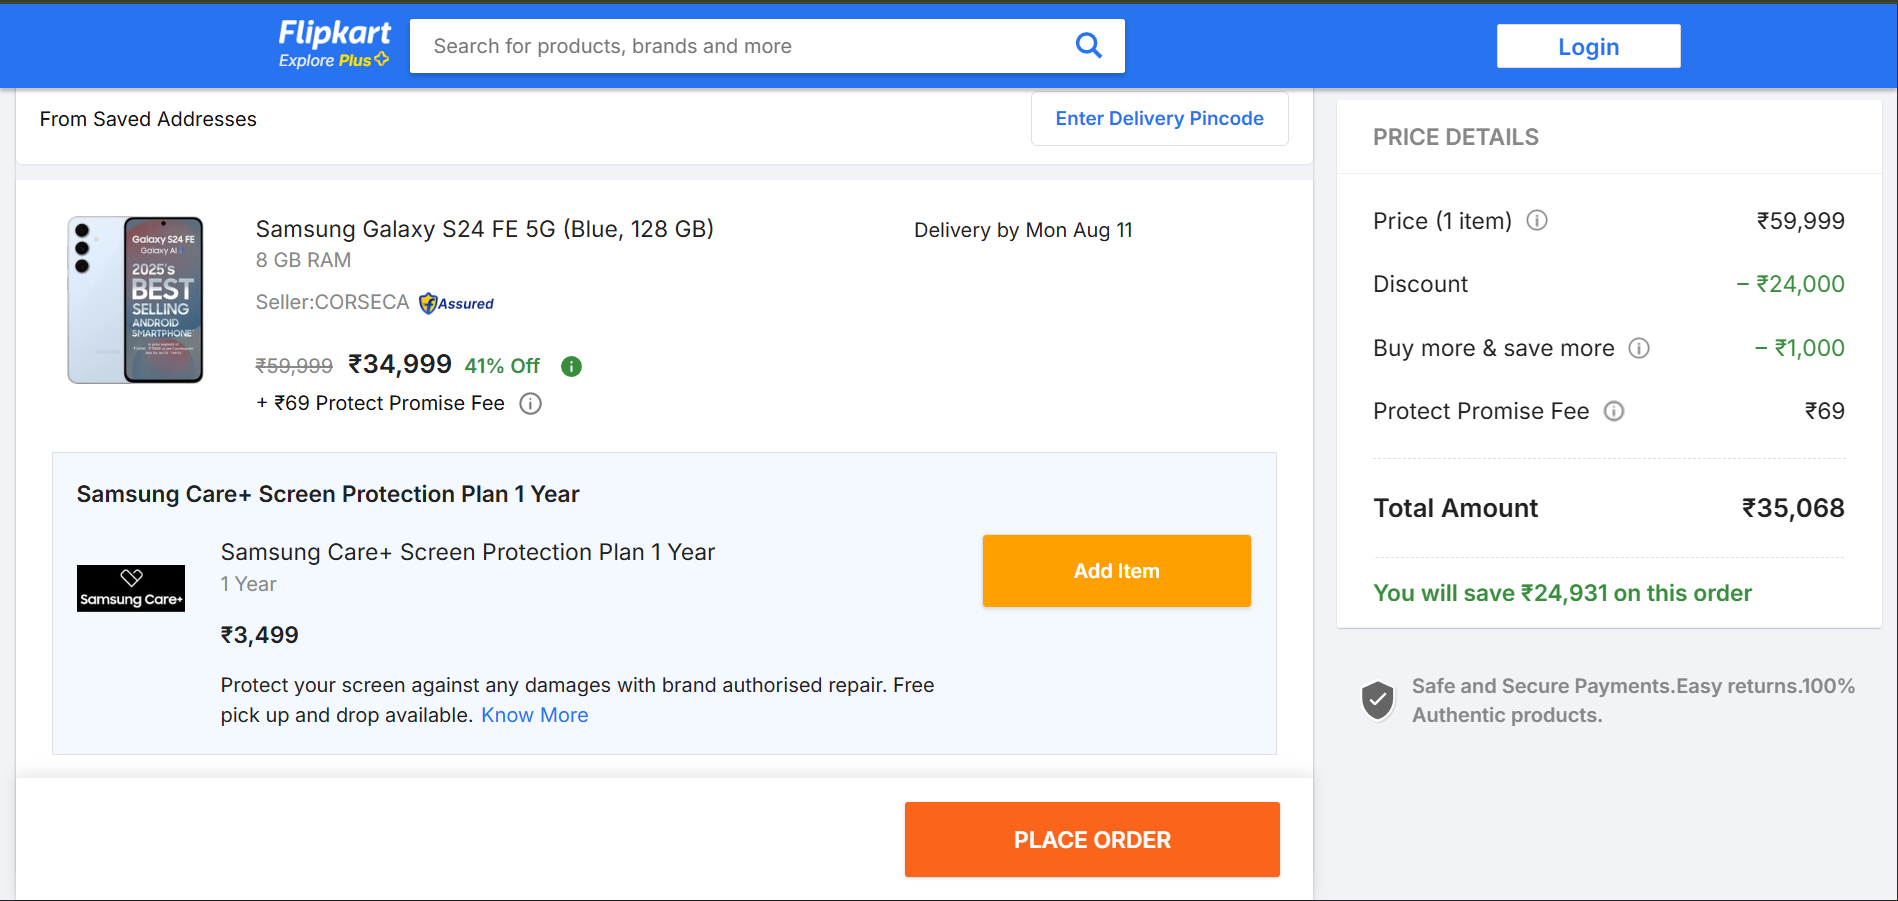 Flipkart
Explore Plus
Search for products, brands and more
Login
From Saved Addresses
Enter Delivery Pincode
Galaxy S24 FE
Galaxy AI
2025's
BEST
SELLING
ANDROID
SMARTPHONE
Samsung Galaxy S24 FE 5G (Blue, 128 GB)
8 GB RAM
Seller:CORSECA
Assured
₹59,999 ₹34,999 41% Off
+ ₹69 Protect Promise Fee
Delivery by Mon Aug 11
Samsung Care+ Screen Protection Plan 1 Year
Samsung Care+
Samsung Care+ Screen Protection Plan 1 Year
1 Year
₹3,499
Protect your screen against any damages with brand authorised repair. Free
pick up and drop available. Know More
Add Item
PLACE ORDER
PRICE DETAILS
Price (1 item) ₹59,999
Discount − ₹24,000
Buy more & save more − ₹1,000
Protect Promise Fee ₹69
Total Amount ₹35,068
You will save ₹24,931 on this order
Safe and Secure Payments.Easy returns.100%
Authentic products.